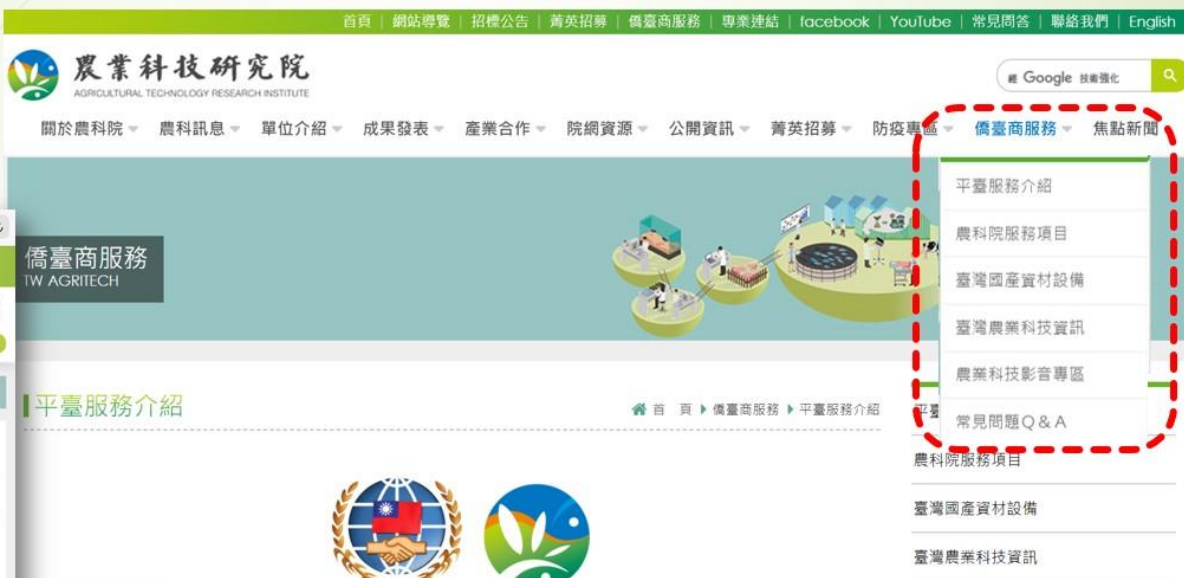 首頁 | 網站導覽 | 招標公告 | 菁英招募 | 僑臺商服務 | 專業連結 | facebook | YouTube | 常見問答 | 聯絡我們 | English
農業科技研究院
AGRICULTURAL TECHNOLOGY RESEARCH INSTITUTE
經 Google 技術強化
關於農科院 農科訊息 單位介紹 成果發表 產業合作 院網資源 公開資訊 菁英招募 防疫專區 僑臺商服務 焦點新聞
平臺服務介紹
農科院服務項目
臺灣國產資材設備
臺灣農業科技資訊
農業科技影音專區
常見問題Q & A
僑臺商服務
TW AGRITECH
平臺服務介紹
首 頁 僑臺商服務 平臺服務介紹
農科院服務項目
臺灣國產資材設備
臺灣農業科技資訊